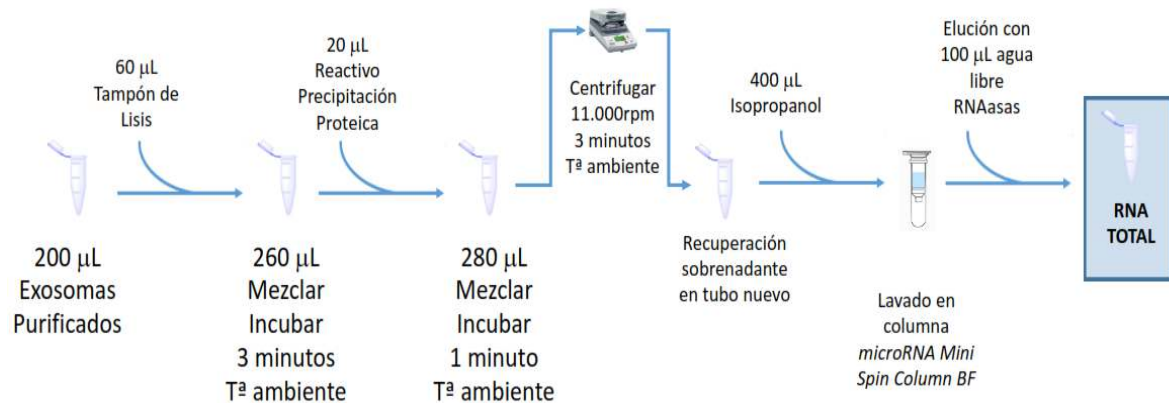 60 μL
Tampón de
Lisis
20 μL
Reactivo
Precipitación
Proteica
Centrifugar
11.000rpm
3 minutos
Tª ambiente
400 μL
Isopropanol
Elución con
100 μL agua
libre
RNAasas
200 μL
Exosomas
Purificados
260 μL
Mezclar
Incubar
3 minutos
Tª ambiente
280 μL
Mezclar
Incubar
1 minuto
Tª ambiente
Recuperación
sobrenadante
en tubo nuevo
Lavado en
columna
microRNA Mini
Spin Column BF
RNA
TOTAL